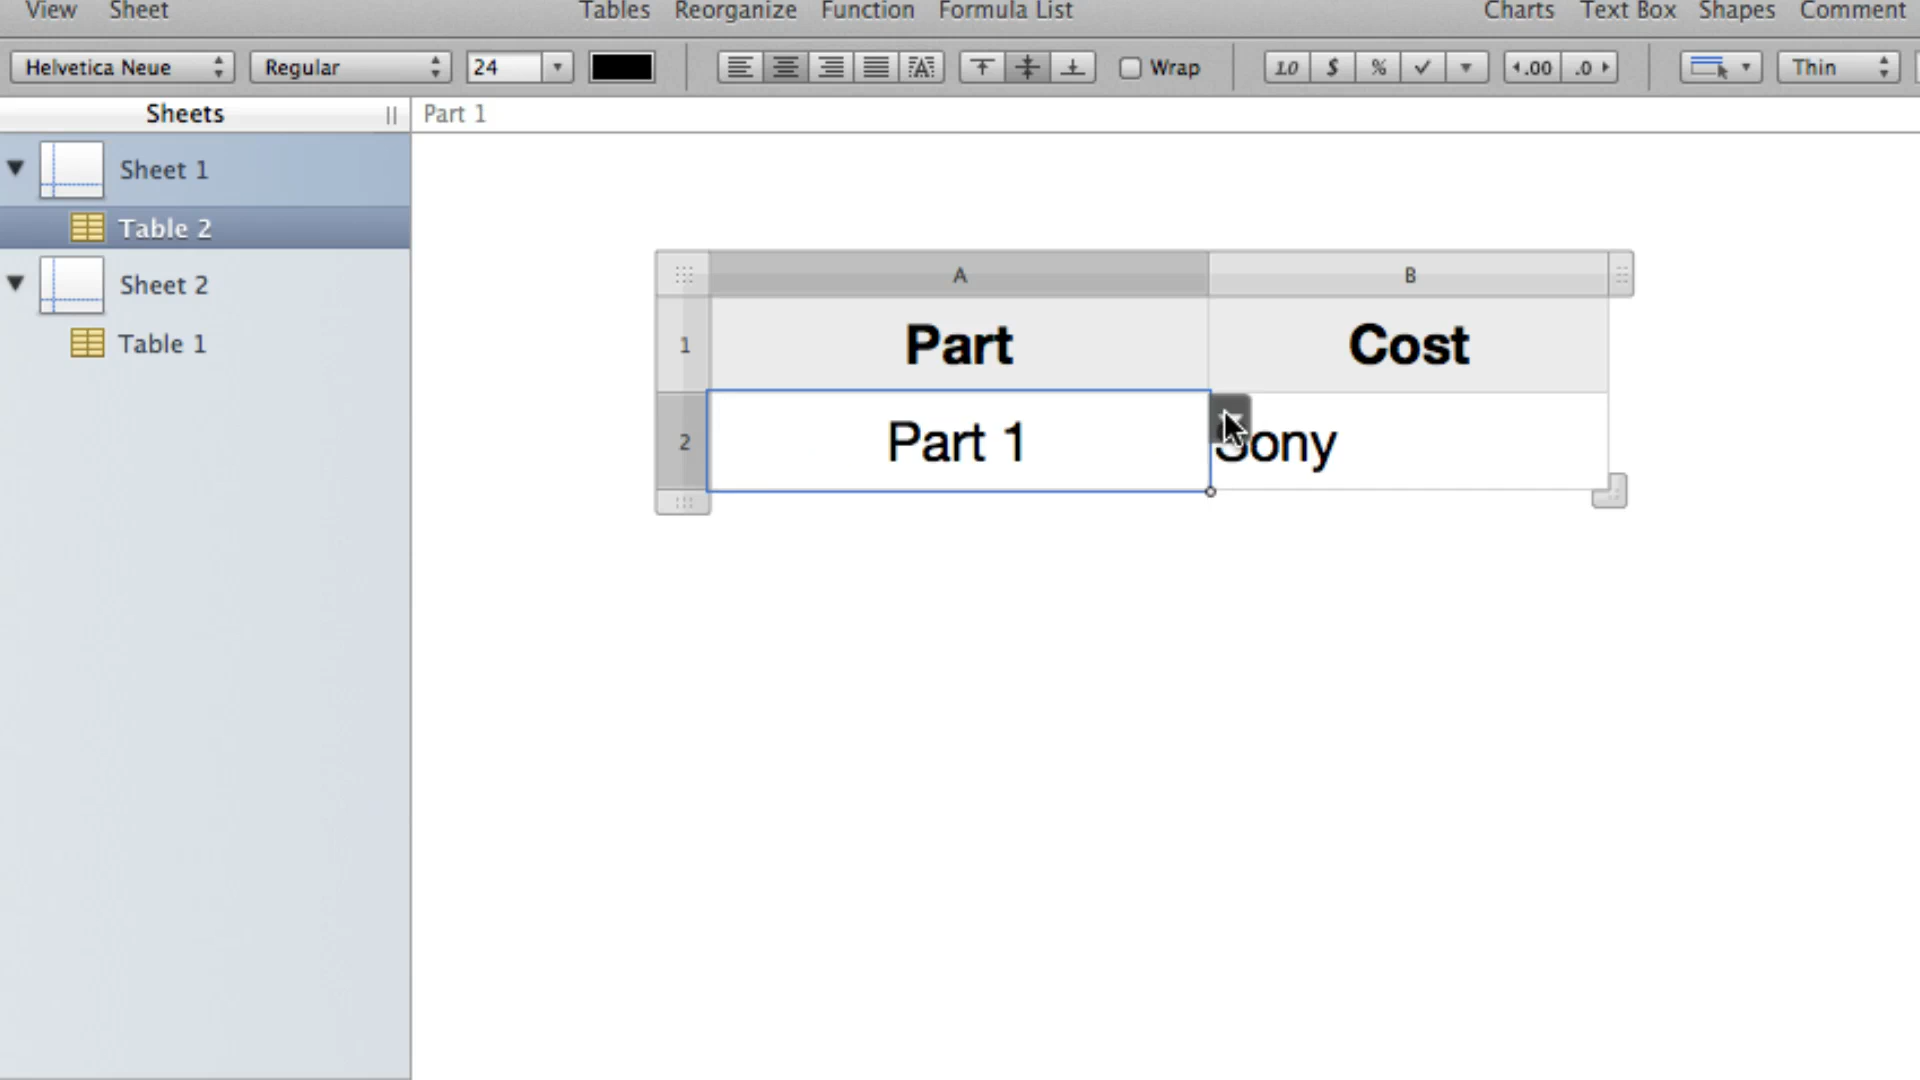 View Sheet Tables Reorganize Function Formula List Charts Text Box Shapes Comment
Helvetica Neue Regular 24 Wrap 1.0 $ % .00 .0 Thin
Sheets Part 1
Sheet 1
Table 2
Sheet 2
Table 1
A B
1 Part Cost
2 Part 1 Sony